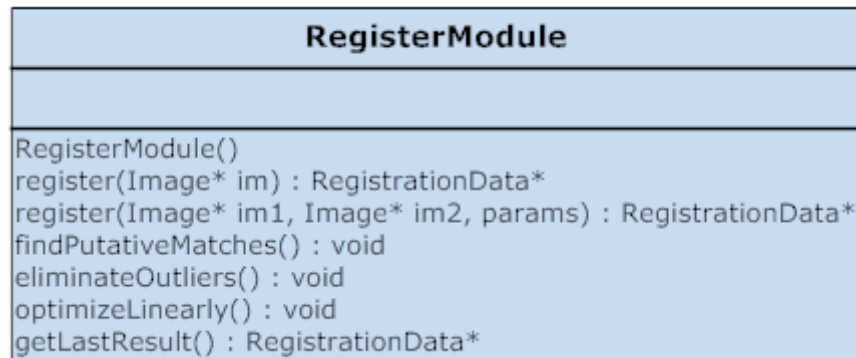 RegisterModule
RegisterModule()
register(Image* im) : RegistrationData*
register(Image* im1, Image* im2, params) : RegistrationData*
findPutativeMatches() : void
eliminateOutliers() : void
optimizeLinearly() : void
getLastResult() : RegistrationData*